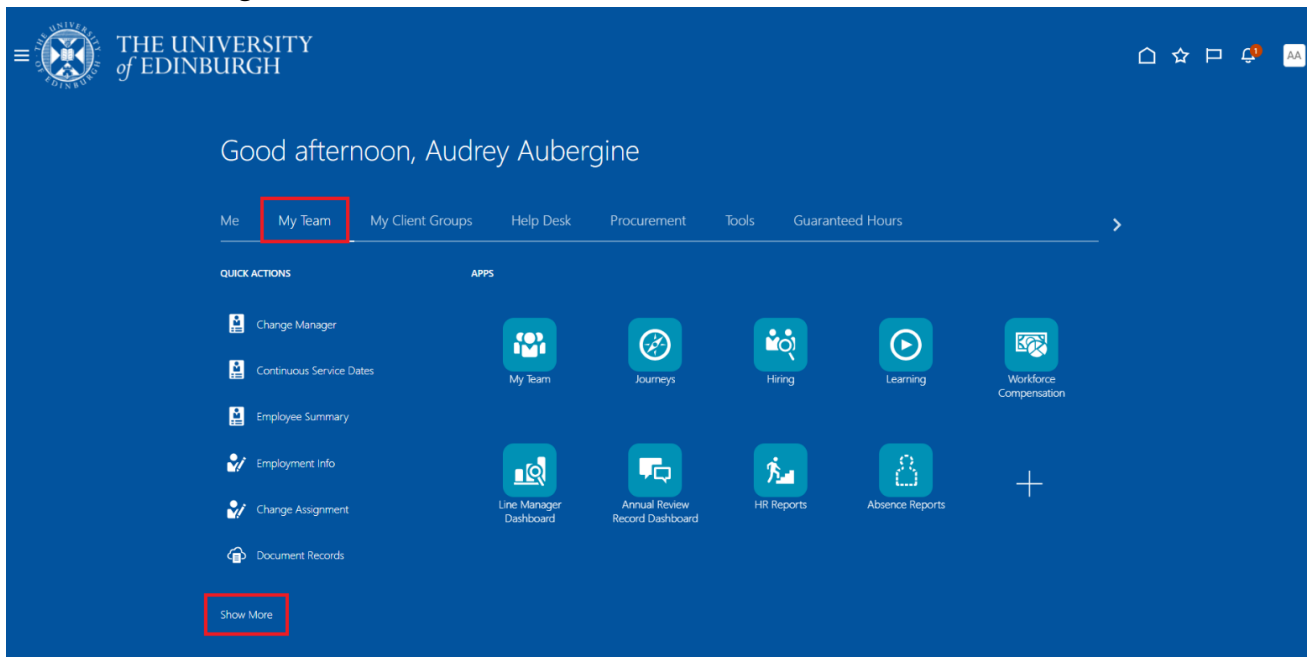 THE UNIVERSITY
of EDINBURGH
1
AA
Good afternoon, Audrey Aubergine
Me My Team My Client Groups Help Desk Procurement Tools Guaranteed Hours
QUICK ACTIONS APPS
Change Manager
Continuous Service Dates
Employee Summary
Employment Info
Change Assignment
Document Records
Show More
My Team Journeys Hiring Learning Workforce
Compensation
Line Manager Annual Review HR Reports Absence Reports
Dashboard Record Dashboard